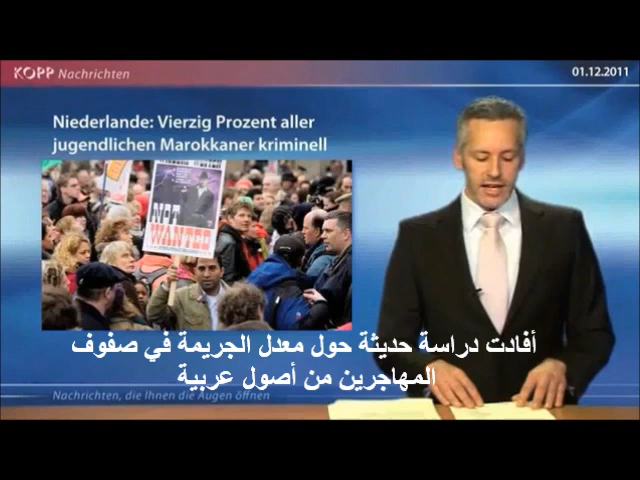 KOPP Nachrichten
01.12.2011
Niederlande: Vierzig Prozent aller
jugendlichen Marokkaner kriminell
NOT
WANTED
أفادت دراسة حديثة حول معدل الجريمة في صفوف
المهاجرين من أصول عربية
Nachrichten, die Ihnen die Augen öffnen